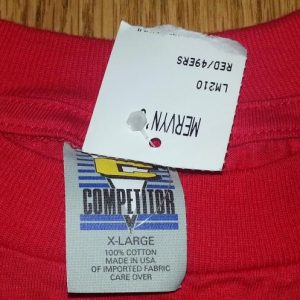 LM210
RED/49ERS
MERVYN'S
C
COMPETITOR
X-LARGE
100% COTTON
MADE IN USA
OF IMPORTED FABRIC
CARE OVER